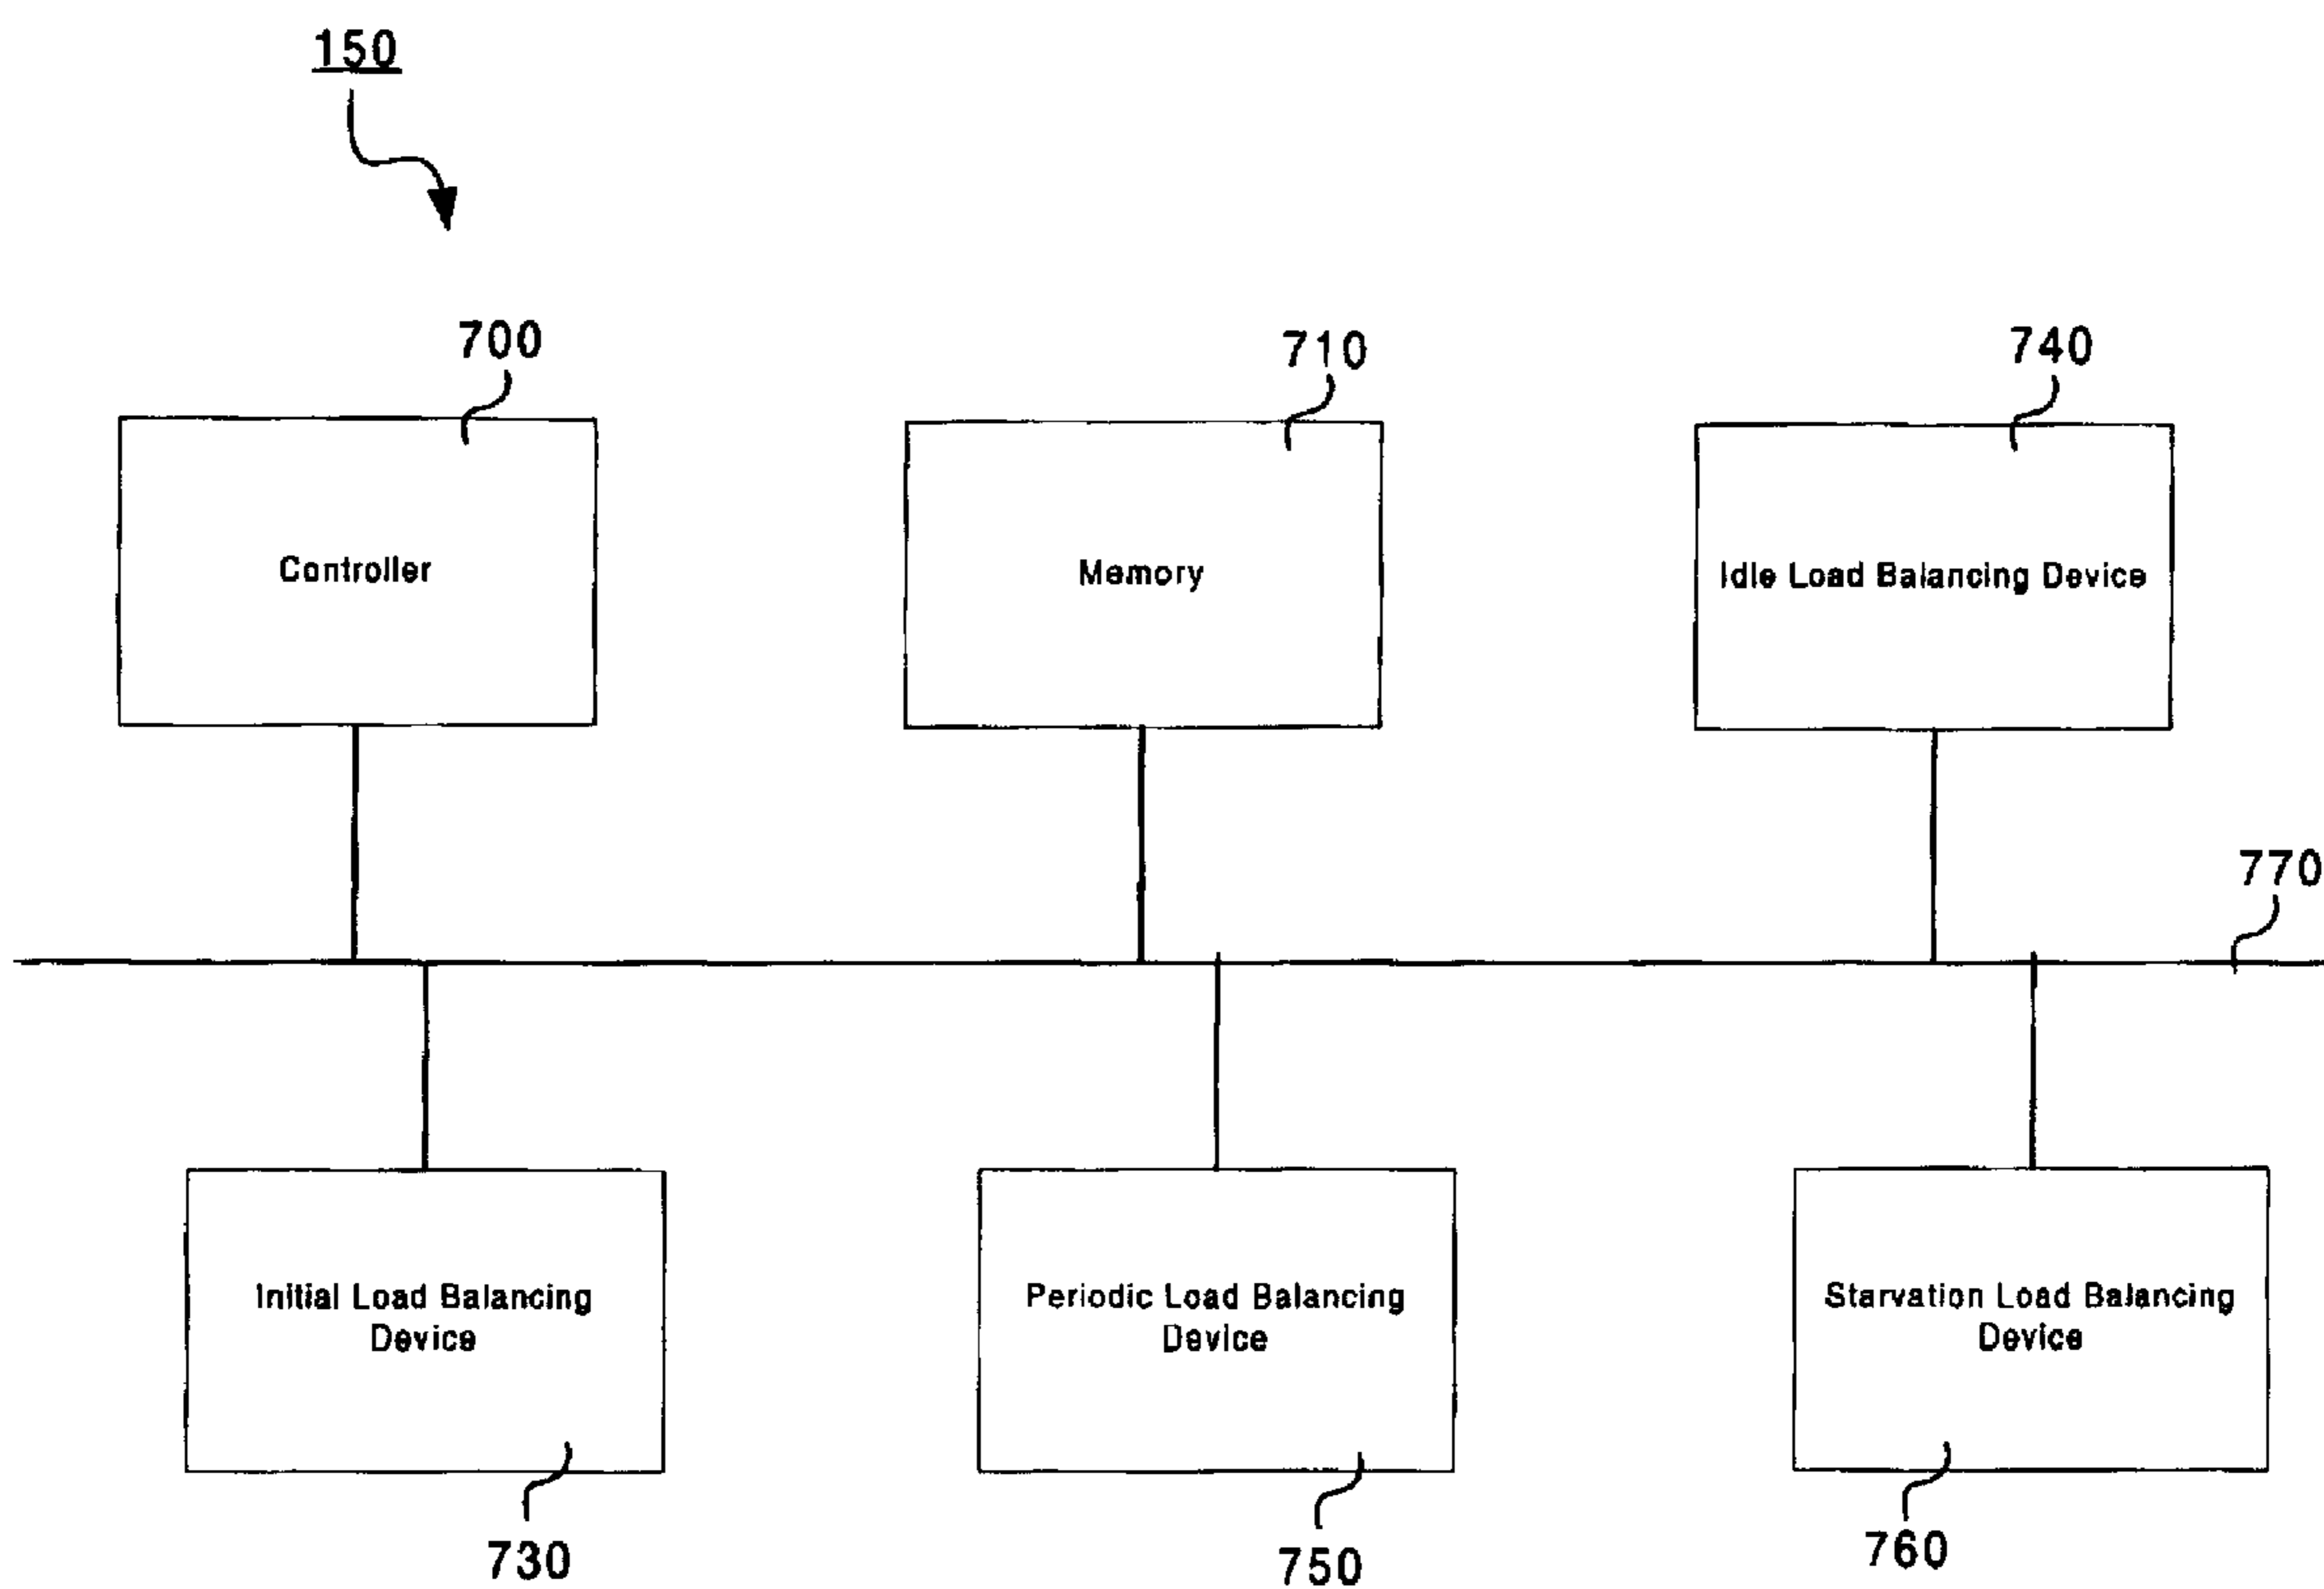 150
700
710
740
Controller
Memory
Idle Load Balancing Device
770
Initial Load Balancing
Device
Periodic Load Balancing
Device
Starvation Load Balancing
Device
730
750
760